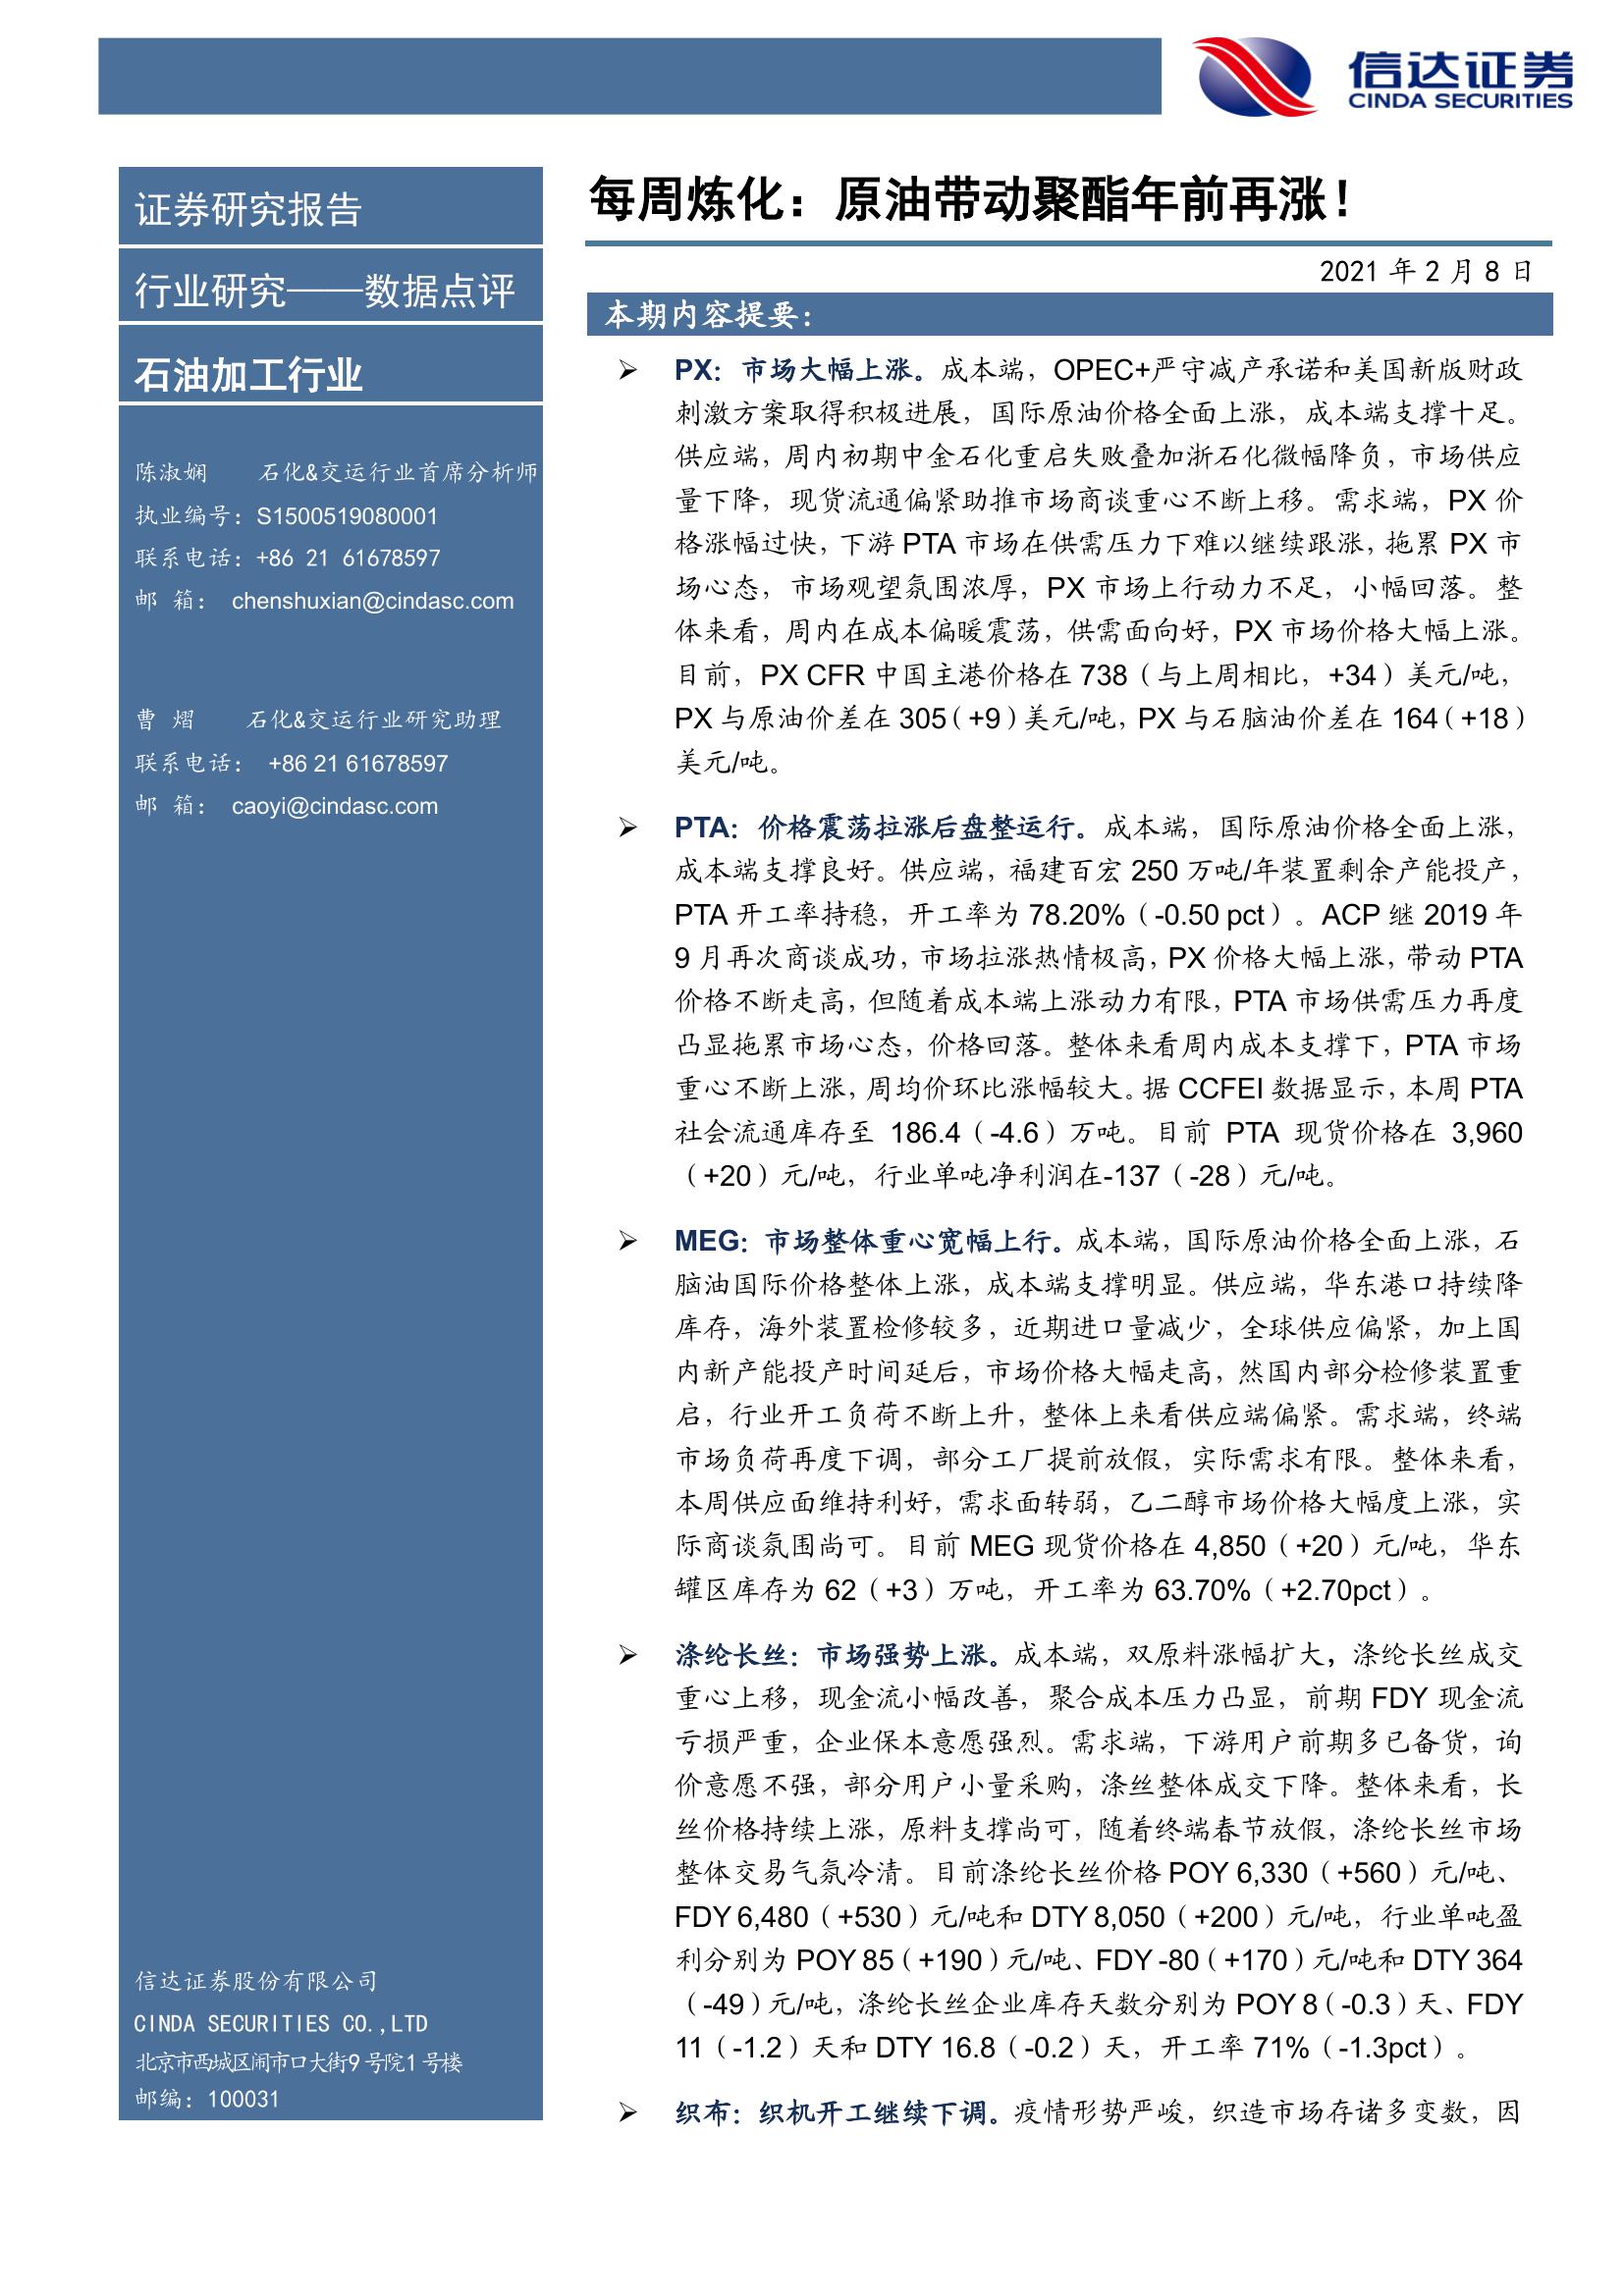 信达证券
CINDA SECURITIES
证券研究报告
行业研究——数据点评
石油加工行业
陈淑娴 石化&交运行业首席分析师
执业编号：S1500519080001
联系电话：+86 21 61678597
邮 箱： chenshuxian@cindasc.com
曹 熠 石化&交运行业研究助理
联系电话： +86 21 61678597
邮 箱： caoyi@cindasc.com
信达证券股份有限公司
CINDA SECURITIES CO.,LTD
北京市西城区闹市口大街9号院1号楼
邮编：100031
每周炼化：原油带动聚酯年前再涨！
2021 年 2 月 8 日
本期内容提要：
➢ PX：市场大幅上涨。成本端，OPEC+严守减产承诺和美国新版财政
刺激方案取得积极进展，国际原油价格全面上涨，成本端支撑十足。
供应端，周内初期中金石化重启失败叠加浙石化微幅降负，市场供应
量下降，现货流通偏紧助推市场商谈重心不断上移。需求端，PX 价
格涨幅过快，下游 PTA 市场在供需压力下难以继续跟涨，拖累 PX 市
场心态，市场观望氛围浓厚，PX 市场上行动力不足，小幅回落。整
体来看，周内在成本偏暖震荡，供需面向好，PX 市场价格大幅上涨。
目前，PX CFR 中国主港价格在 738（与上周相比，+34）美元/吨，
PX 与原油价差在 305（+9）美元/吨，PX 与石脑油价差在 164（+18）
美元/吨。
➢ PTA：价格震荡拉涨后盘整运行。成本端，国际原油价格全面上涨，
成本端支撑良好。供应端，福建百宏 250 万吨/年装置剩余产能投产，
PTA 开工率持稳，开工率为 78.20%（-0.50 pct）。ACP 继 2019 年
9 月再次商谈成功，市场拉涨热情极高，PX 价格大幅上涨，带动 PTA
价格不断走高，但随着成本端上涨动力有限，PTA 市场供需压力再度
凸显拖累市场心态，价格回落。整体来看周内成本支撑下，PTA 市场
重心不断上涨，周均价环比涨幅较大。据 CCFEI 数据显示，本周 PTA
社会流通库存至 186.4（-4.6）万吨。目前 PTA 现货价格在 3,960
（+20）元/吨，行业单吨净利润在-137（-28）元/吨。
➢ MEG：市场整体重心宽幅上行。成本端，国际原油价格全面上涨，石
脑油国际价格整体上涨，成本端支撑明显。供应端，华东港口持续降
库存，海外装置检修较多，近期进口量减少，全球供应偏紧，加上国
内新产能投产时间延后，市场价格大幅走高，然国内部分检修装置重
启，行业开工负荷不断上升，整体上来看供应端偏紧。需求端，终端
市场负荷再度下调，部分工厂提前放假，实际需求有限。整体来看，
本周供应面维持利好，需求面转弱，乙二醇市场价格大幅度上涨，实
际商谈氛围尚可。目前 MEG 现货价格在 4,850（+20）元/吨，华东
罐区库存为 62（+3）万吨，开工率为 63.70%（+2.70pct）。
➢ 涤纶长丝：市场强势上涨。成本端，双原料涨幅扩大，涤纶长丝成交
重心上移，现金流小幅改善，聚合成本压力凸显，前期 FDY 现金流
亏损严重，企业保本意愿强烈。需求端，下游用户前期多已备货，询
价意愿不强，部分用户小量采购，涤丝整体成交下降。整体来看，长
丝价格持续上涨，原料支撑尚可，随着终端春节放假，涤纶长丝市场
整体交易气氛冷清。目前涤纶长丝价格 POY 6,330（+560）元/吨、
FDY 6,480（+530）元/吨和 DTY 8,050（+200）元/吨，行业单吨盈
利分别为 POY 85（+190）元/吨、FDY -80（+170）元/吨和 DTY 364
（-49）元/吨，涤纶长丝企业库存天数分别为 POY 8（-0.3）天、FDY
11（-1.2）天和 DTY 16.8（-0.2）天，开工率 71%（-1.3pct）。
➢ 织布：织机开工继续下调。疫情形势严峻，织造市场存诸多变数，因